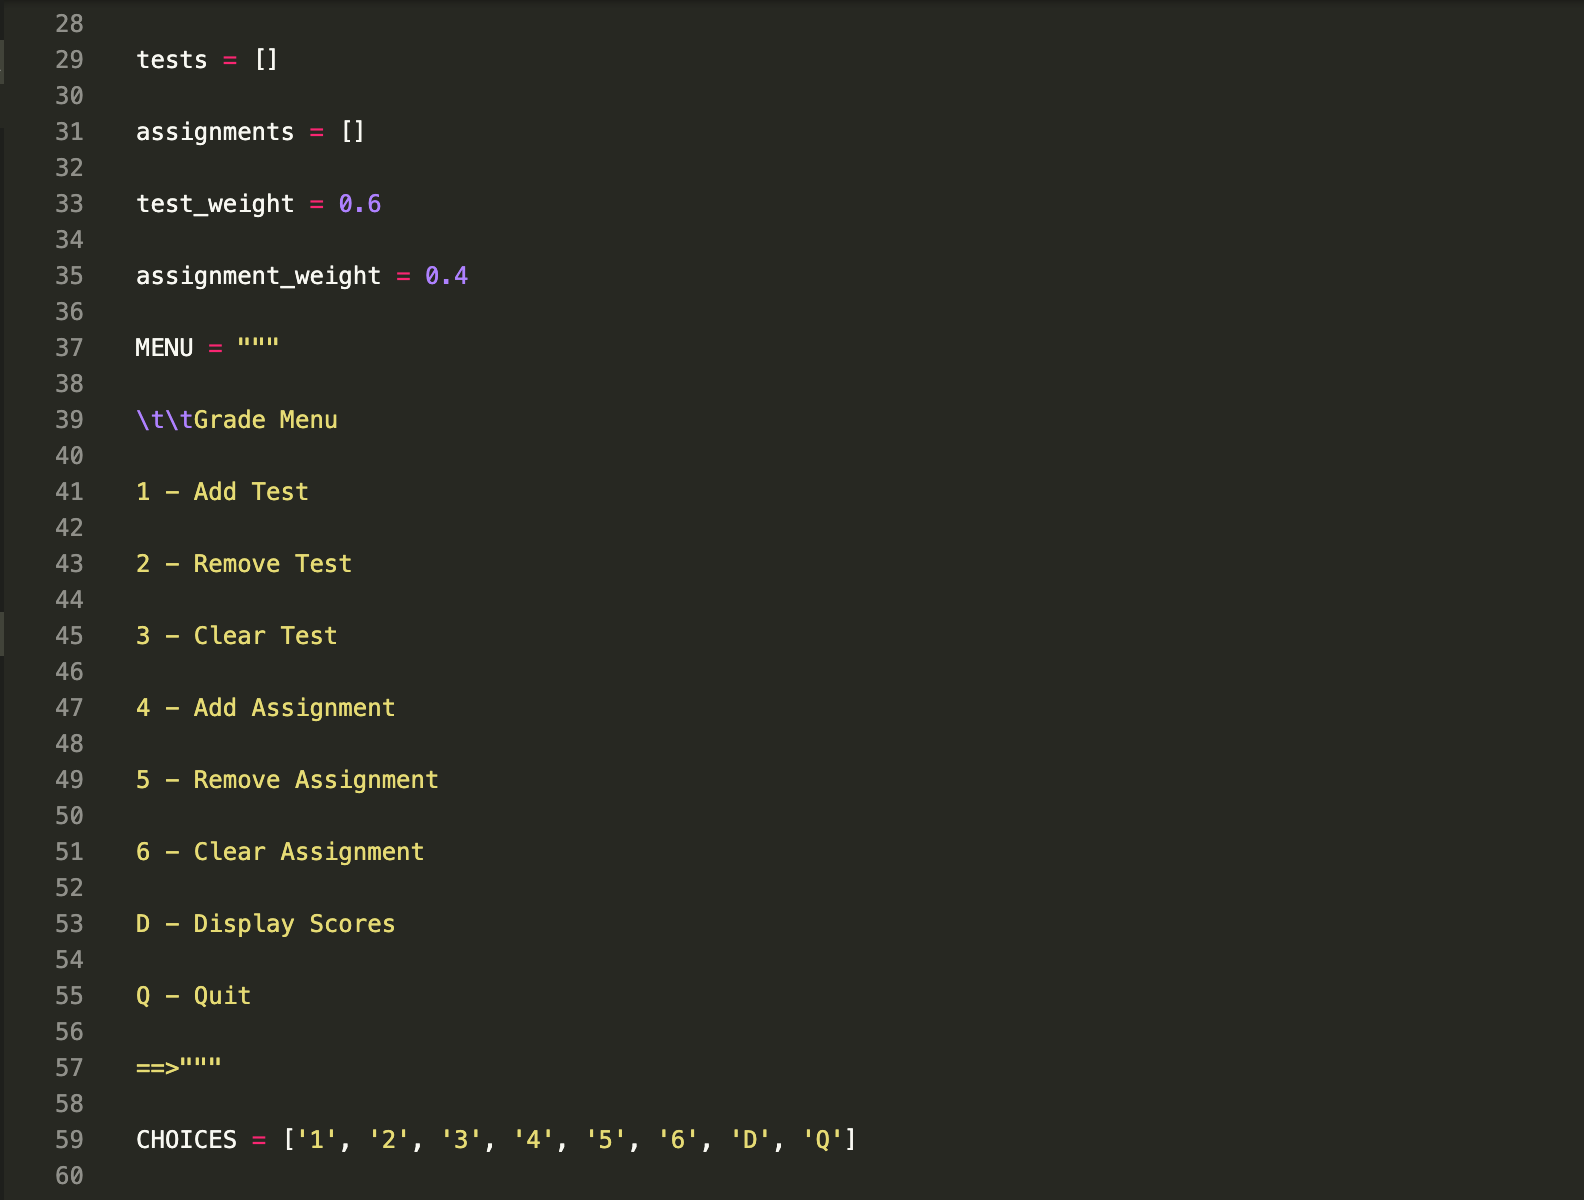 28
29 tests = []
30
31 assignments = []
32
33 test_weight = 0.6
34
35 assignment_weight = 0.4
36
37 MENU = """
38
39 \t\tGrade Menu
40
41 1 - Add Test
42
43 2 - Remove Test
44
45 3 - Clear Test
46
47 4 - Add Assignment
48
49 5 - Remove Assignment
50
51 6 - Clear Assignment
52
53 D - Display Scores
54
55 Q - Quit
56
57 ==>"""
58
59 CHOICES = ['1', '2', '3', '4', '5', '6', 'D', 'Q']
60